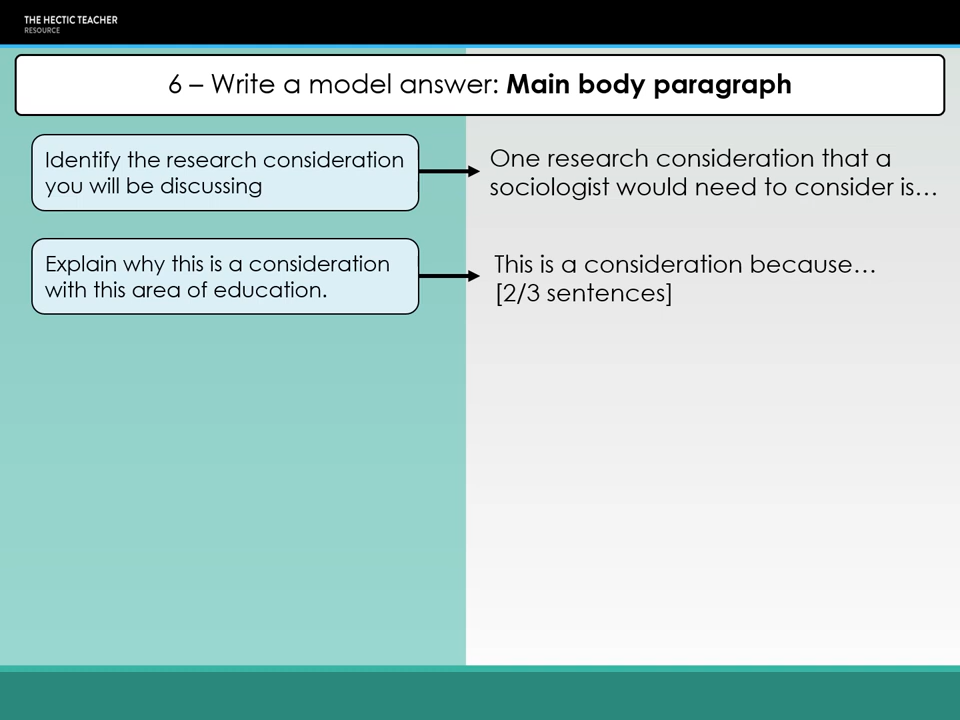 THE HECTIC TEACHER
RESOURCE
6 – Write a model answer: Main body paragraph
Identify the research consideration
you will be discussing
One research consideration that a
sociologist would need to consider is…
Explain why this is a consideration
with this area of education.
This is a consideration because…
[2/3 sentences]